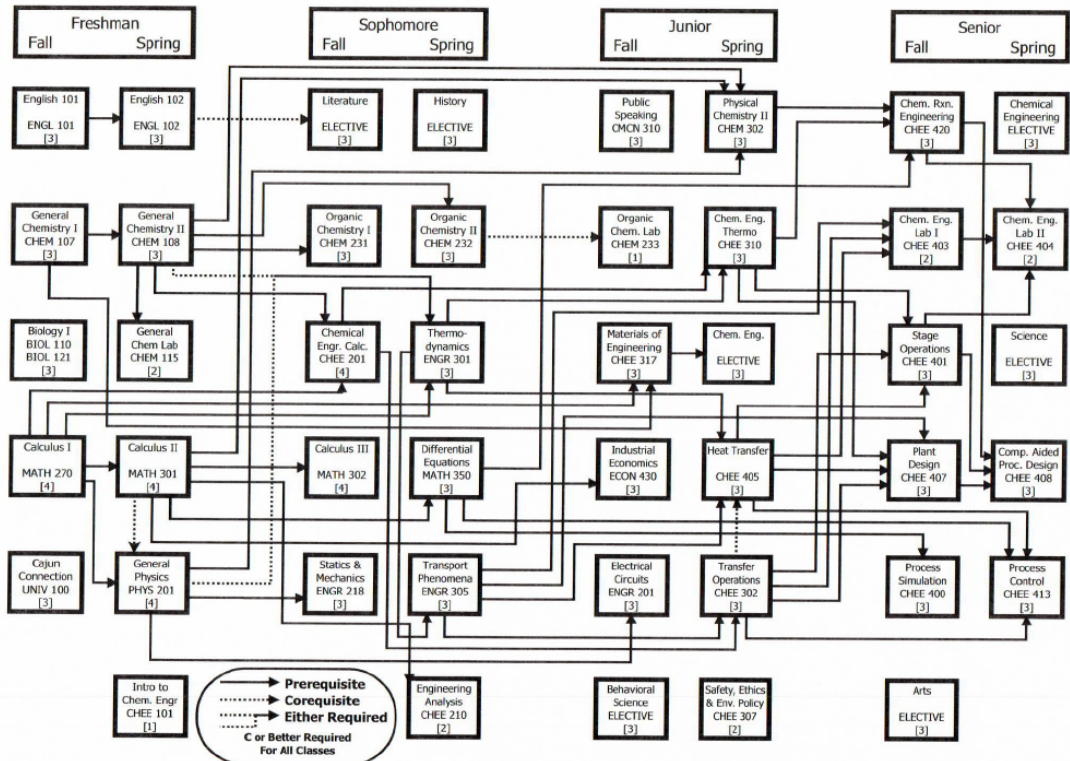 Freshman
Fall Spring
Sophomore
Fall Spring
Junior
Fall Spring
Senior
Fall Spring
English 101
ENGL 101
[3]
English 102
ENGL 102
[3]
Literature
ELECTIVE
[3]
History
ELECTIVE
[3]
Public
Speaking
CMCN 310
[3]
Physical
Chemistry II
CHEM 302
[3]
Chem. Rxn.
Engineering
CHEE 420
[3]
Chemical
Engineering
ELECTIVE
[3]
General
Chemistry I
CHEM 107
[3]
General
Chemistry II
CHEM 108
[3]
Organic
Chemistry I
CHEM 231
[3]
Organic
Chemistry II
CHEM 232
[3]
Organic
Chem. Lab
CHEM 233
[1]
Chem. Eng.
Thermo
CHEE 310
[3]
Chem. Eng.
Lab I
CHEE 403
[2]
Chem. Eng.
Lab II
CHEE 404
[2]
Biology I
BIOL 110
BIOL 121
[3]
General
Chem Lab
CHEM 115
[2]
Chemical
Engr. Calc.
CHEE 201
[4]
Thermo-
dynamics
ENGR 301
[3]
Materials of
Engineering
CHEE 317
[3]
Chem. Eng.
ELECTIVE
[3]
Stage
Operations
CHEE 401
[3]
Science
ELECTIVE
[3]
Calculus I
MATH 270
[4]
Calculus II
MATH 301
[4]
Calculus III
MATH 302
[4]
Differential
Equations
MATH 350
[3]
Industrial
Economics
ECON 430
[3]
Heat Transfer
CHEE 405
[3]
Plant
Design
CHEE 407
[3]
Comp. Aided
Proc. Design
CHEE 408
[3]
Cajun
Connection
UNIV 100
[3]
General
Physics
PHYS 201
[4]
Statics &
Mechanics
ENGR 218
[3]
Transport
Phenomena
ENGR 305
[3]
Electrical
Circuits
ENGR 201
[3]
Transfer
Operations
CHEE 302
[3]
Process
Simulation
CHEE 400
[3]
Process
Control
CHEE 413
[3]
Intro to
Chem. Engr
CHEE 101
[1]
Prerequisite
Corequisite
Either Required
C or Better Required
For All Classes
Engineering
Analysis
CHEE 210
[2]
Behavioral
Science
ELECTIVE
[3]
Safety, Ethics
& Env. Policy
CHEE 307
[2]
Arts
ELECTIVE
[3]